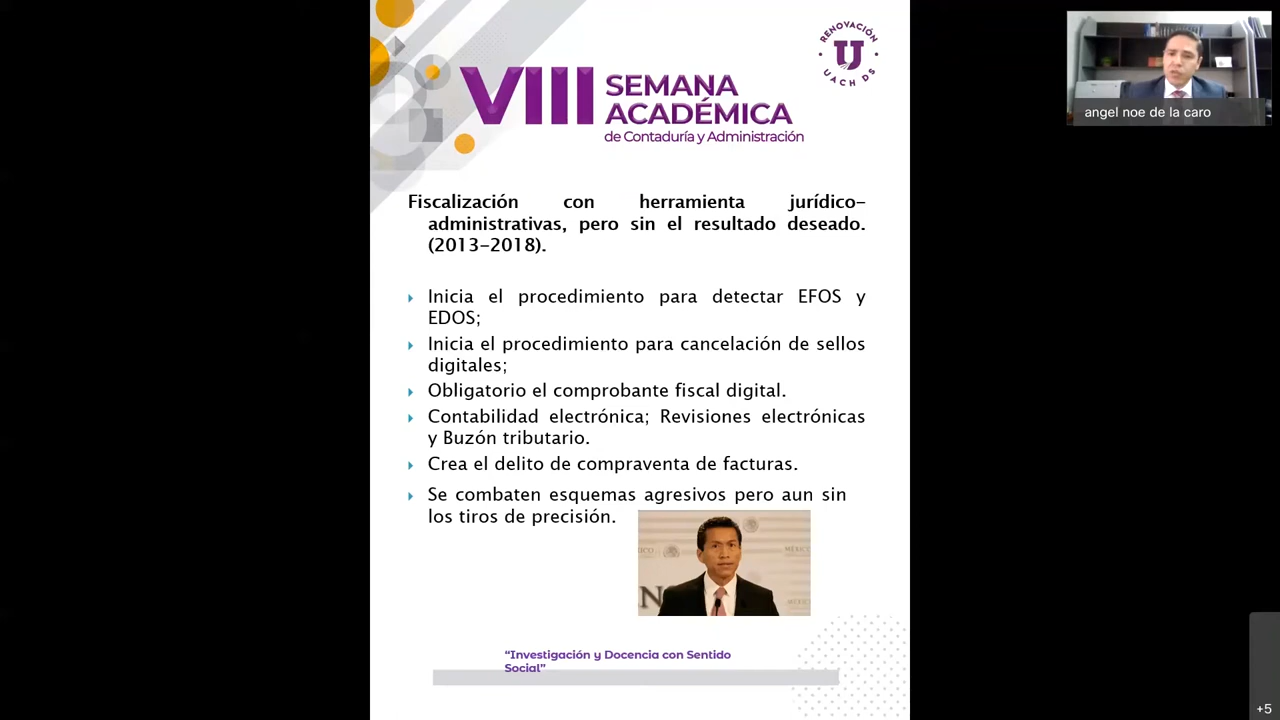 VIII SEMANA
ACADÉMICA
de Contaduría y Administración
RENOVACIÓN
U
UACH DS
angel noe de la caro
Fiscalización con herramienta jurídico-
administrativas, pero sin el resultado deseado.
(2013-2018).
Inicia el procedimiento para detectar EFOS y
EDOS;
Inicia el procedimiento para cancelación de sellos
digitales;
Obligatorio el comprobante fiscal digital.
Contabilidad electrónica; Revisiones electrónicas
y Buzón tributario.
Crea el delito de compraventa de facturas.
Se combaten esquemas agresivos pero aun sin
los tiros de precisión.
MÉXICO
“Investigación y Docencia con Sentido
Social”
+5